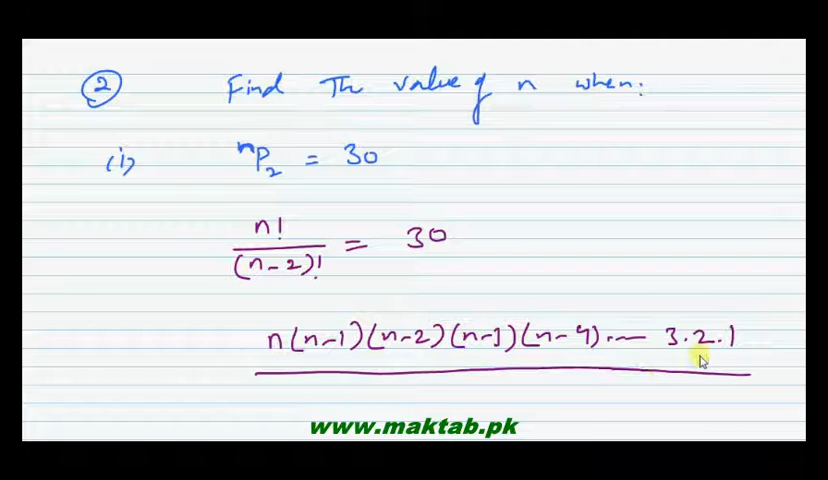 ② Find The value of n when:
(i) ⁿP₂ = 30
n! / (n-2)! = 30
n(n-1)(n-2)(n-3)(n-4)..... 3.2.1
www.maktab.pk